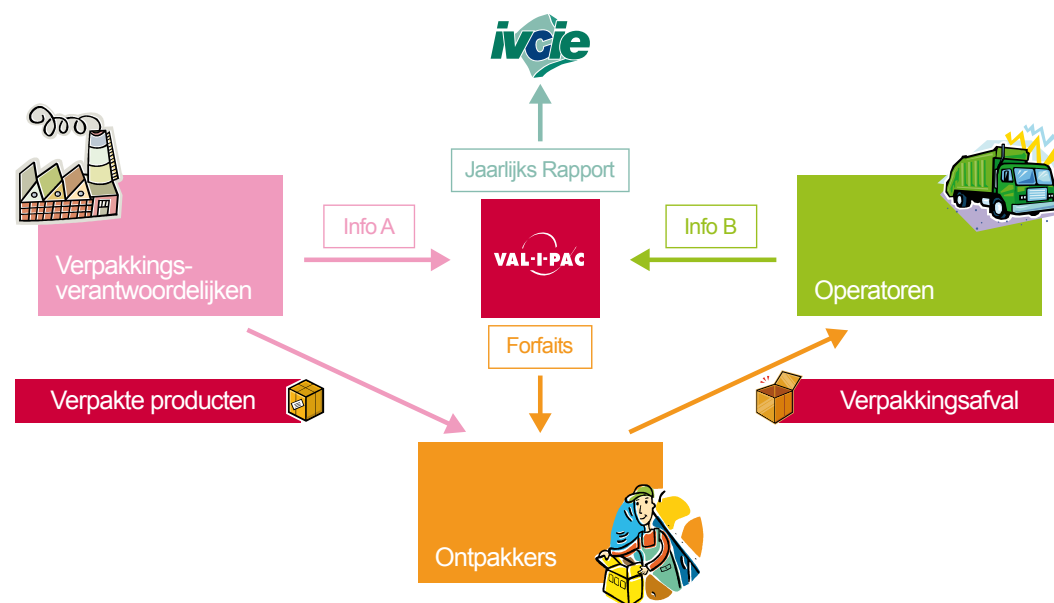 ivcie
Jaarlijks Rapport
Info A
VAL-I-PAC
Info B
Verpakkings-
verantwoordelijken
Operatoren
Forfaits
Verpakte producten
Verpakkingsafval
Ontpakkers